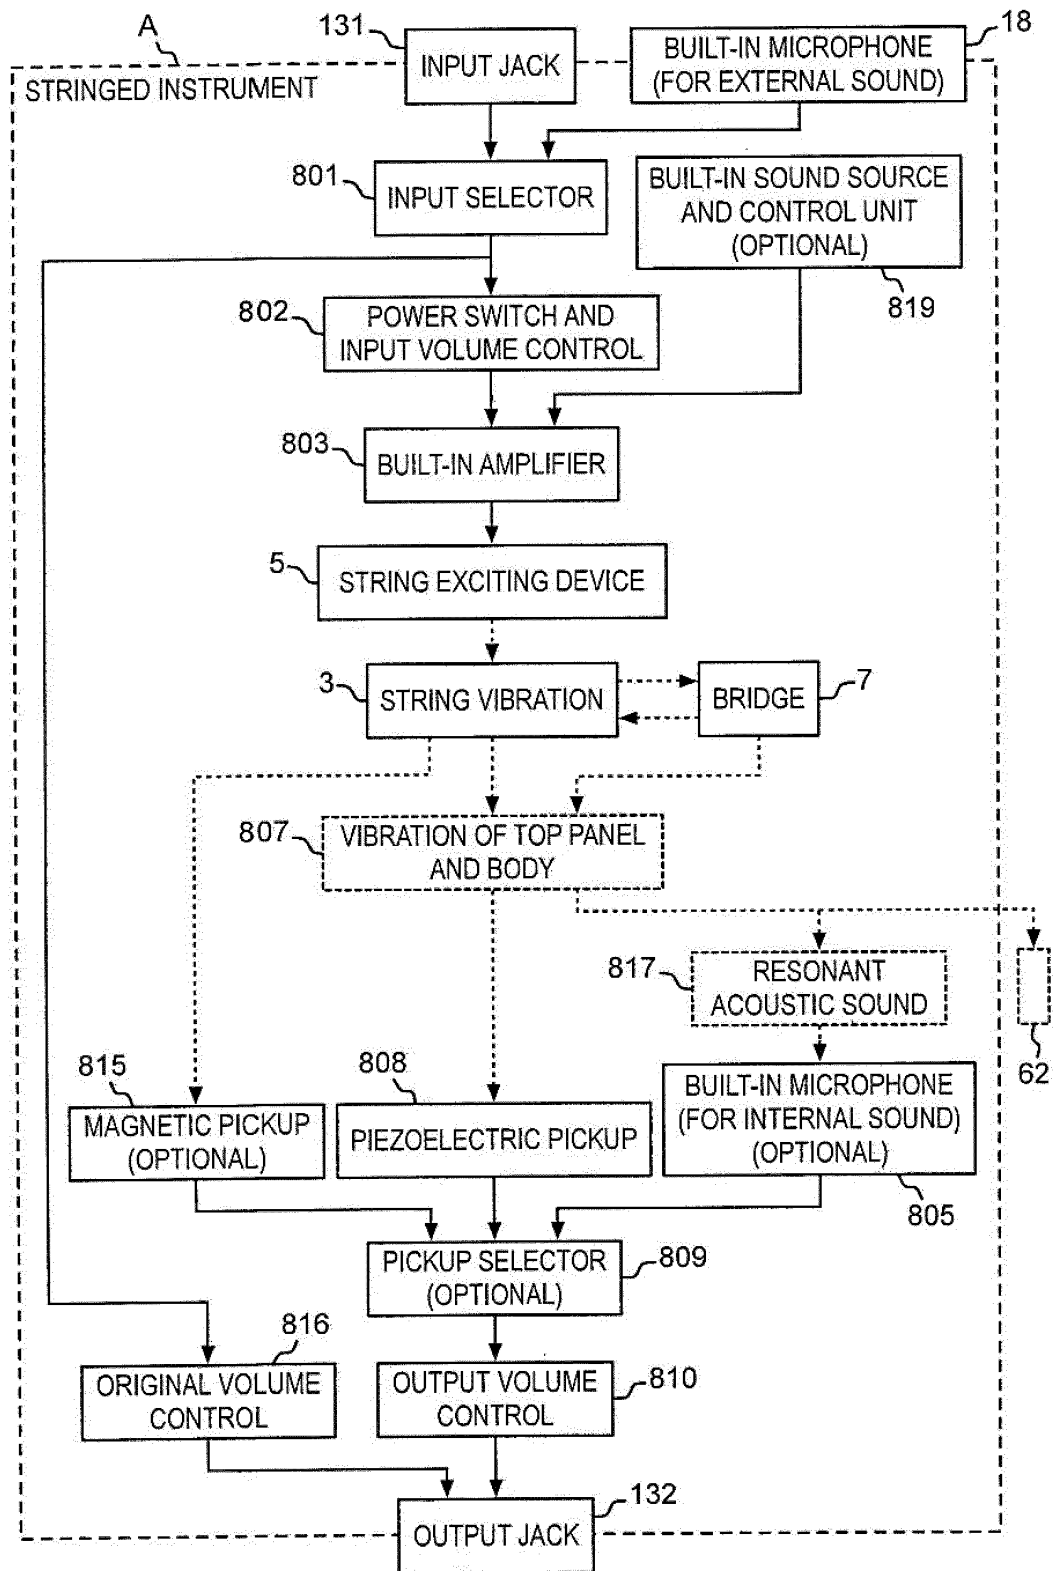 A
131
18
INPUT JACK
BUILT-IN MICROPHONE
(FOR EXTERNAL SOUND)
STRINGED INSTRUMENT
801
INPUT SELECTOR
BUILT-IN SOUND SOURCE
AND CONTROL UNIT
(OPTIONAL)
819
802
POWER SWITCH AND
INPUT VOLUME CONTROL
803
BUILT-IN AMPLIFIER
5
STRING EXCITING DEVICE
3
STRING VIBRATION
BRIDGE
7
807
VIBRATION OF TOP PANEL
AND BODY
817
RESONANT
ACOUSTIC SOUND
62
815
MAGNETIC PICKUP
(OPTIONAL)
808
PIEZOELECTRIC PICKUP
BUILT-IN MICROPHONE
(FOR INTERNAL SOUND)
(OPTIONAL)
805
PICKUP SELECTOR
(OPTIONAL)
809
816
ORIGINAL VOLUME
CONTROL
OUTPUT VOLUME
CONTROL
810
132
OUTPUT JACK